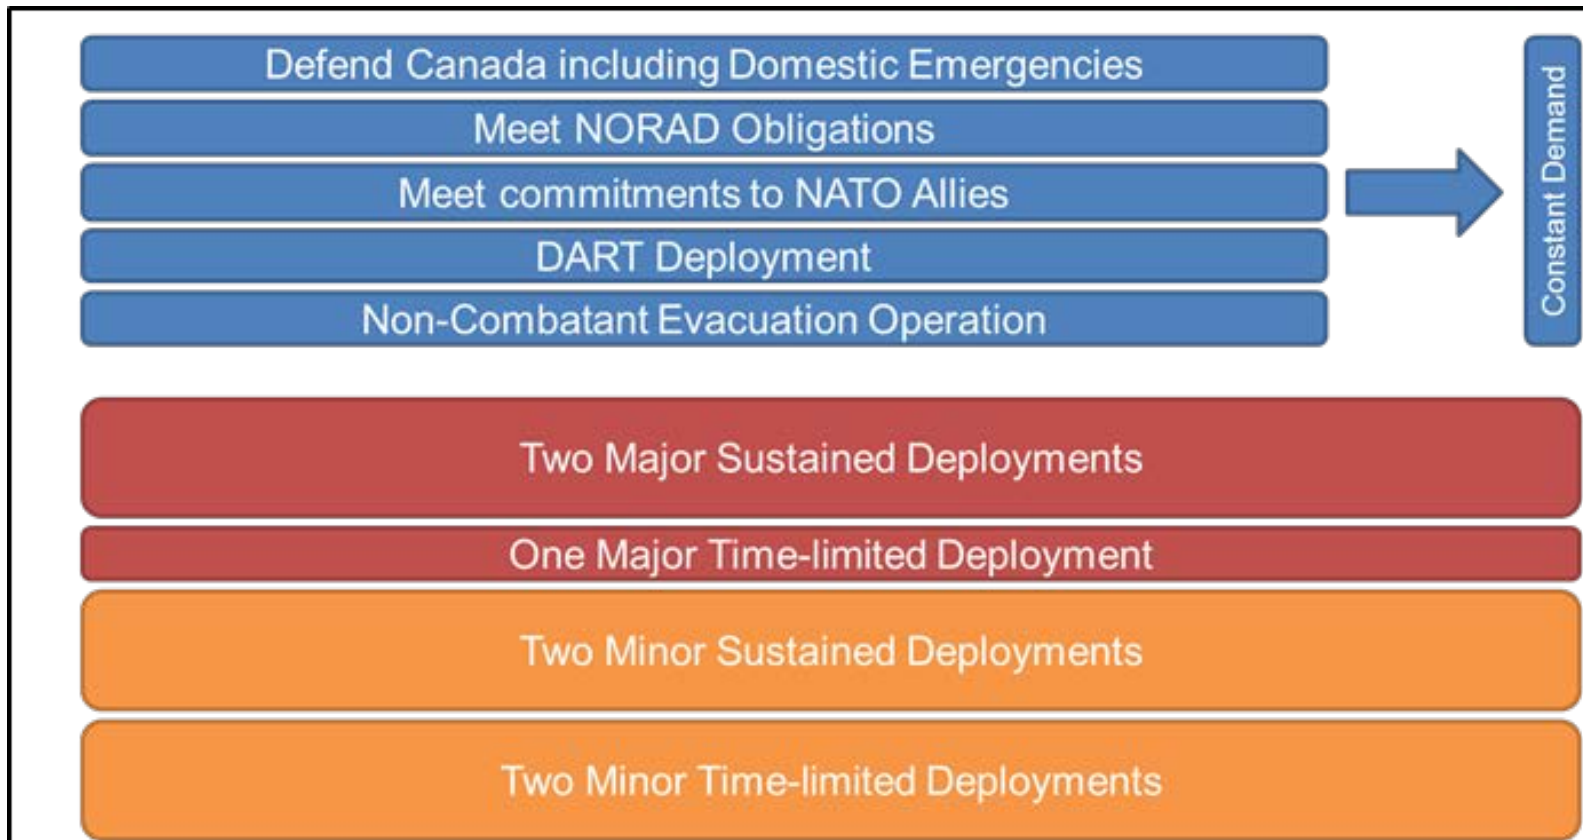 Defend Canada including Domestic Emergencies
Meet NORAD Obligations
Meet commitments to NATO Allies
DART Deployment
Non-Combatant Evacuation Operation
Constant Demand
Two Major Sustained Deployments
One Major Time-limited Deployment
Two Minor Sustained Deployments
Two Minor Time-limited Deployments